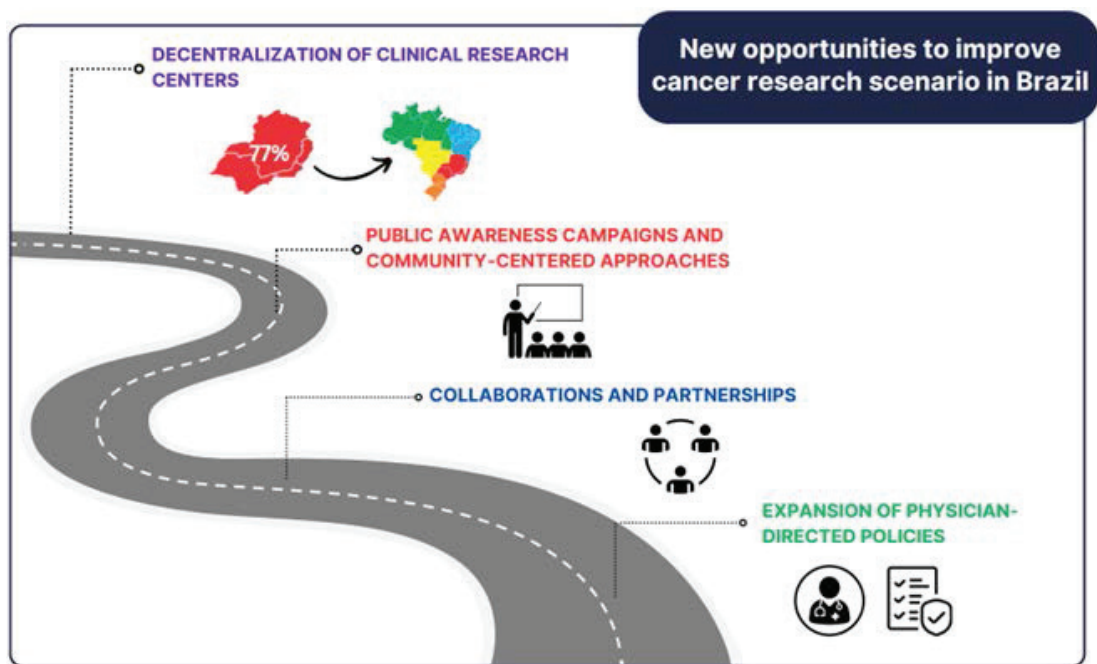 New opportunities to improve
cancer research scenario in Brazil
DECENTRALIZATION OF CLINICAL RESEARCH
CENTERS
77%
PUBLIC AWARENESS CAMPAIGNS AND
COMMUNITY-CENTERED APPROACHES
COLLABORATIONS AND PARTNERSHIPS
EXPANSION OF PHYSICIAN-
DIRECTED POLICIES